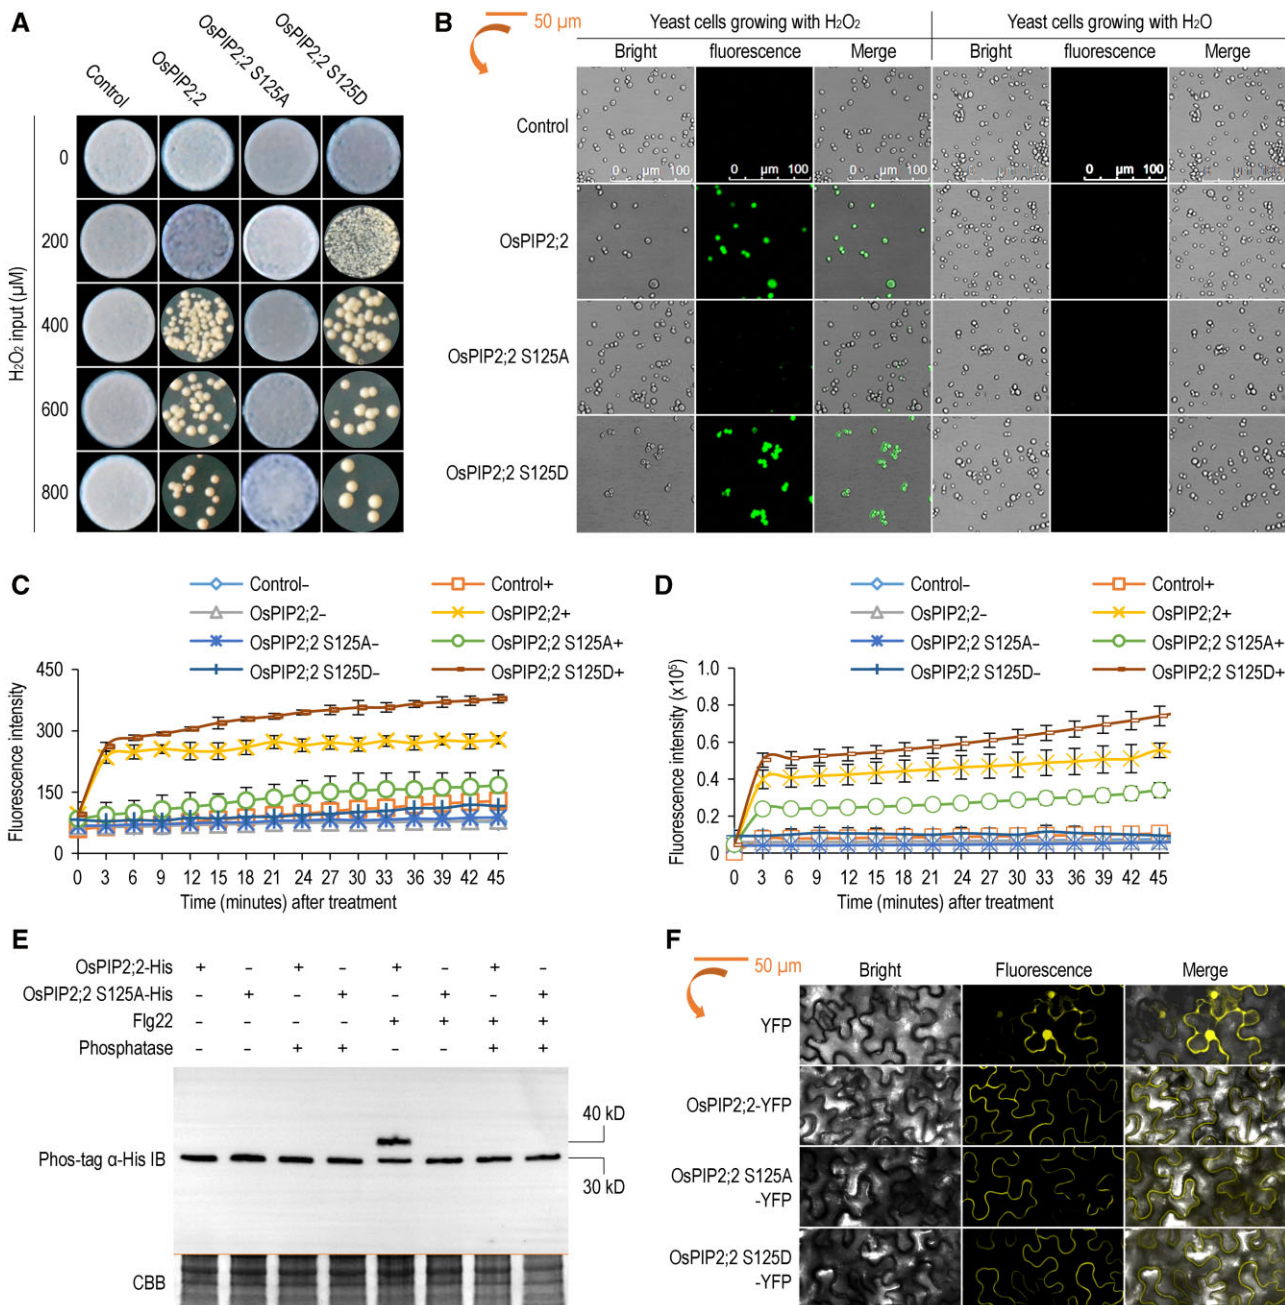 A
Control
OsPIP2;2
OsPIP2;2 S125A
OsPIP2;2 S125D
H₂O₂ input (µM)
0
200
400
600
800
B
50 µm
Yeast cells growing with H₂O₂
Yeast cells growing with H₂O
Bright
fluorescence
Merge
Bright
fluorescence
Merge
Control
0 µm 100
0 µm 100
0 µm 100
0 µm 100
OsPIP2;2
OsPIP2;2 S125A
OsPIP2;2 S125D
C
Control–
Control+
OsPIP2;2–
OsPIP2;2+
OsPIP2;2 S125A–
OsPIP2;2 S125A+
OsPIP2;2 S125D–
OsPIP2;2 S125D+
Fluorescence intensity
450
300
150
0
0 3 6 9 12 15 18 21 24 27 30 33 36 39 42 45
Time (minutes) after treatment
D
Control–
Control+
OsPIP2;2–
OsPIP2;2+
OsPIP2;2 S125A–
OsPIP2;2 S125A+
OsPIP2;2 S125D–
OsPIP2;2 S125D+
Fluorescence intensity (x10⁵)
1.0
0.8
0.6
0.4
0.2
0
0 3 6 9 12 15 18 21 24 27 30 33 36 39 42 45
Time (minutes) after treatment
E
OsPIP2;2-His + – + – + – + –
OsPIP2;2 S125A-His – + – + – + – +
Flg22 – – – – + + + +
Phosphatase – – + + – – + +
Phos-tag α-His IB
40 kD
30 kD
CBB
F
50 µm
Bright
Fluorescence
Merge
YFP
OsPIP2;2-YFP
OsPIP2;2 S125A
-YFP
OsPIP2;2 S125D
-YFP